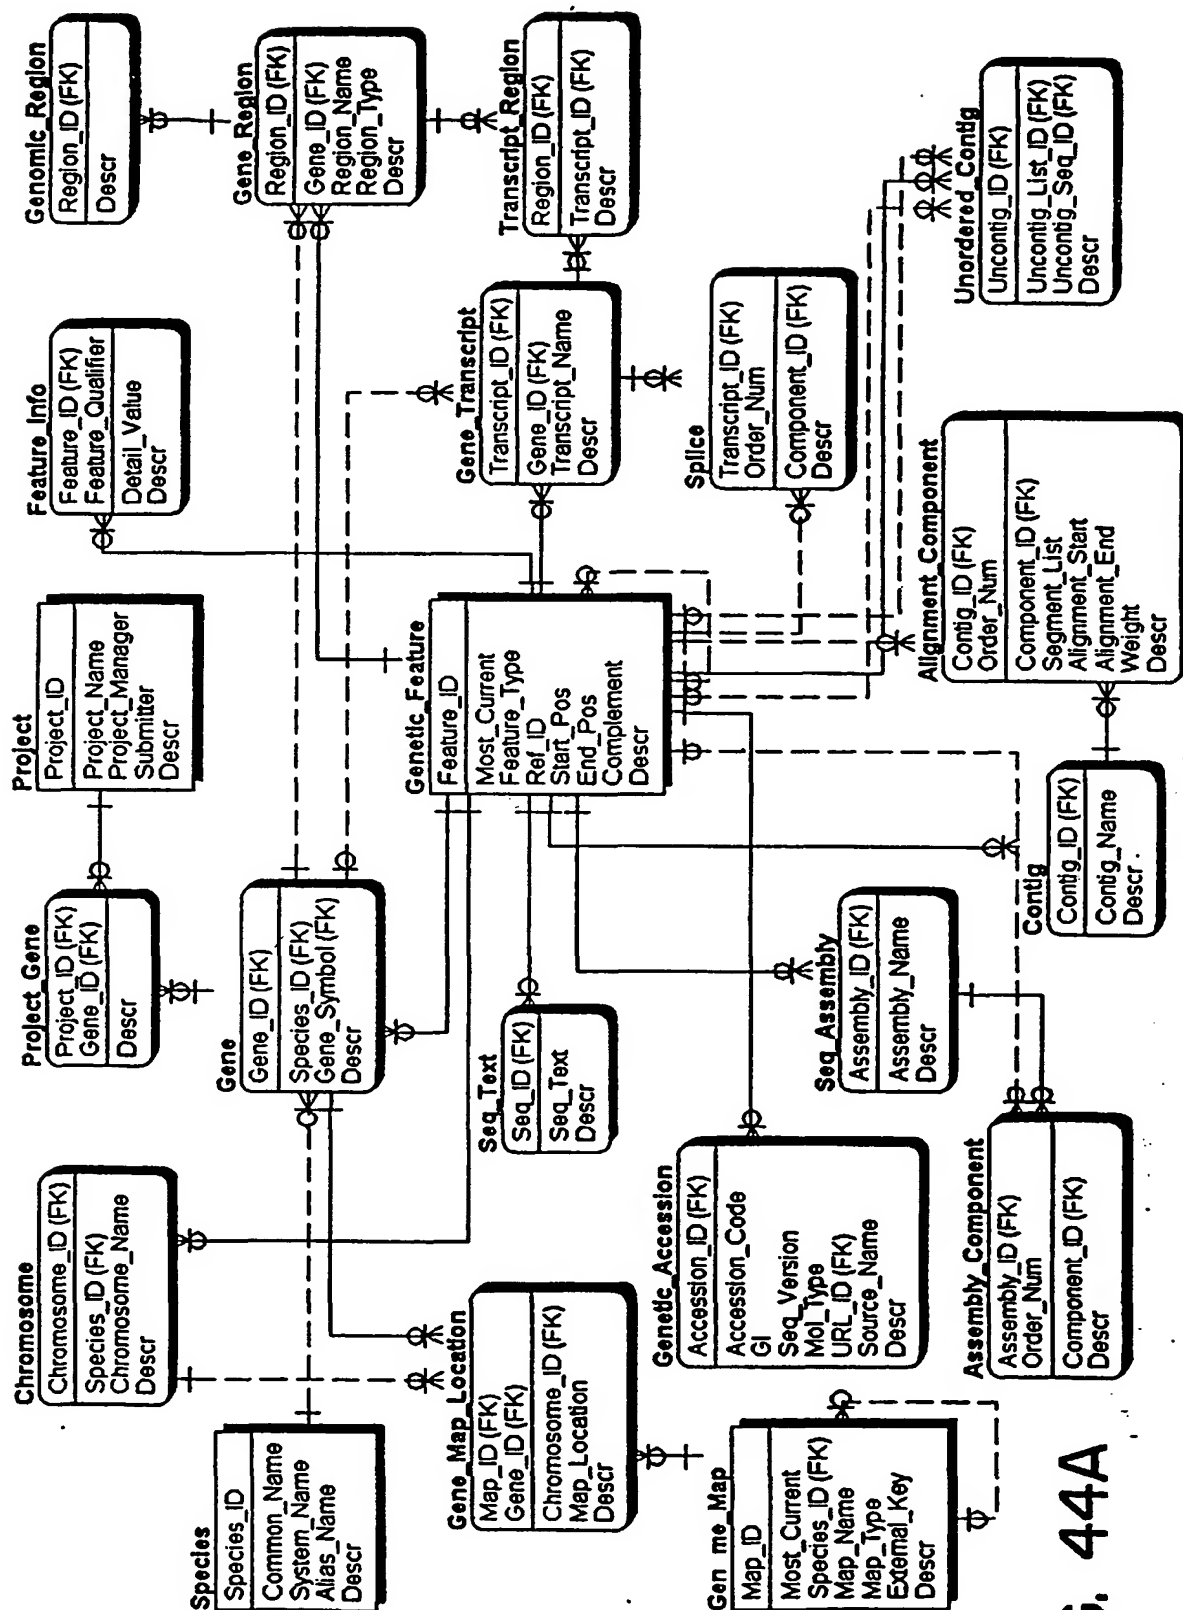 Species
Species_ID
Common_Name
System_Name
Alias_Name
Descr
Chromosome
Chromosome_ID (FK)
Species_ID (FK)
Chromosome_Name
Descr
Project_Gene
Project_ID (FK)
Gene_ID (FK)
Descr
Project
Project_ID
Project_Name
Project_Manager
Submitter
Descr
Feature_Info
Feature_ID (FK)
Feature_Qualifier
Detail_Value
Descr
Genomic_Region
Region_ID (FK)
Descr
Gene_Region
Region_ID (FK)
Gene_ID (FK)
Region_Name
Region_Type
Descr
Gene
Gene_ID (FK)
Species_ID (FK)
Gene_Symbol (FK)
Descr
Gene_Map_Location
Map_ID (FK)
Gene_ID (FK)
Chromosome_ID (FK)
Map_Location
Descr
Seq_Text
Seq_ID (FK)
Seq_Text
Descr
Genetic_Feature
Feature_ID
Most_Current
Feature_Type
Ref_ID
Start_Pos
End_Pos
Complement
Descr
Gene_Transcript
Transcript_ID (FK)
Gene_ID (FK)
Transcript_Name
Descr
Transcript_Region
Region_ID (FK)
Transcript_ID (FK)
Descr
Gen me_Map
Map_ID
Most_Current
Species_ID (FK)
Map_Name
Map_Type
External_Key
Descr
Genetic_Accession
Accession_ID (FK)
Accession_Code
GI
Seq_Version
Mol_Type
URL_ID (FK)
Source_Name
Descr
Seq_Assembly
Assembly_ID (FK)
Assembly_Name
Descr
Splice
Transcript_ID (FK)
Order_Num
Component_ID (FK)
Descr
Assembly_Component
Assembly_ID (FK)
Order_Num
Component_ID (FK)
Descr
Contig
Contig_ID (FK)
Contig_Name
Descr.
Alignment_Component
Contig_ID (FK)
Order_Num
Component_ID (FK)
Segment_List
Alignment_Start
Alignment_End
Weight
Descr
Unordered_Contig
Uncontig_ID (FK)
Uncontig_List_ID (FK)
Uncontig_Seq_ID (FK)
Descr
44A